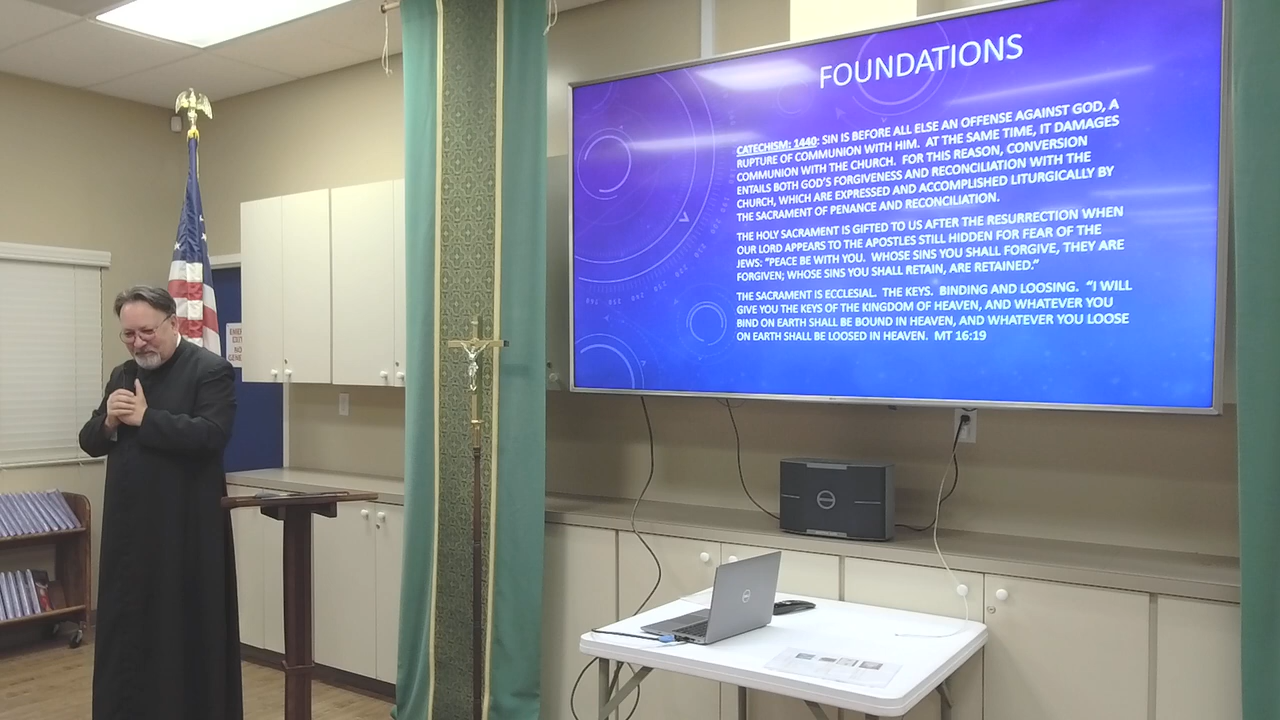 FOUNDATIONS
CATECHISM: 1440: SIN IS BEFORE ALL ELSE AN OFFENSE AGAINST GOD, A
RUPTURE OF COMMUNION WITH HIM. AT THE SAME TIME, IT DAMAGES
COMMUNION WITH THE CHURCH. FOR THIS REASON, CONVERSION
ENTAILS BOTH GOD'S FORGIVENESS AND RECONCILIATION WITH THE
CHURCH, WHICH ARE EXPRESSED AND ACCOMPLISHED LITURGICALLY BY
THE SACRAMENT OF PENANCE AND RECONCILIATION.
THE HOLY SACRAMENT IS GIFTED TO US AFTER THE RESURRECTION WHEN
OUR LORD APPEARS TO THE APOSTLES STILL HIDDEN FOR FEAR OF THE
JEWS: "PEACE BE WITH YOU. WHOSE SINS YOU SHALL FORGIVE, THEY ARE
FORGIVEN; WHOSE SINS YOU SHALL RETAIN, ARE RETAINED."
THE SACRAMENT IS ECCLESIAL. THE KEYS. BINDING AND LOOSING. "I WILL
GIVE YOU THE KEYS OF THE KINGDOM OF HEAVEN, AND WHATEVER YOU
BIND ON EARTH SHALL BE BOUND IN HEAVEN, AND WHATEVER YOU LOOSE
ON EARTH SHALL BE LOOSED IN HEAVEN. MT 16:19
DELL